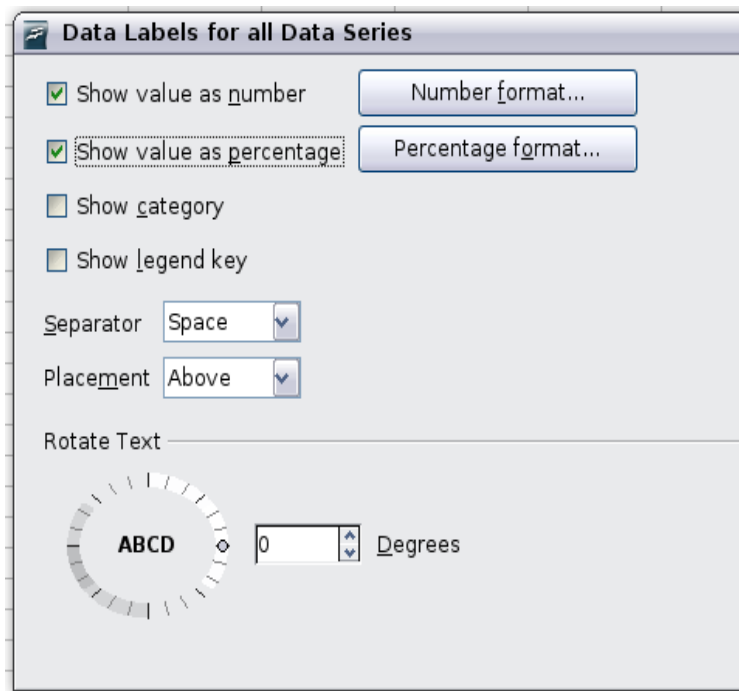 Data Labels for all Data Series
Show value as number Number format...
Show value as percentage Percentage format...
Show category
Show legend key
Separator Space
Placement Above
Rotate Text
ABCD 0 Degrees